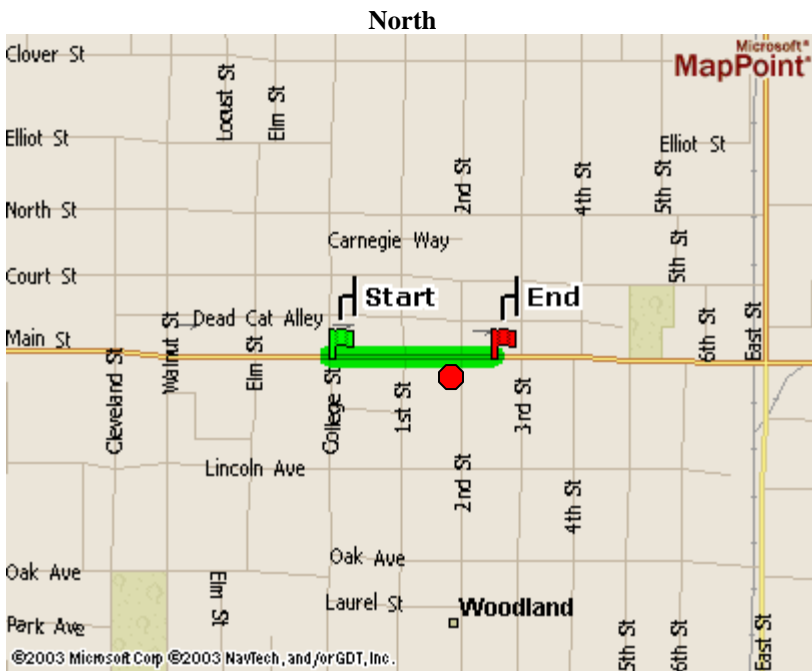 North
Clover St
Microsoft®
MapPoint®
Locust St
Elm St
Elliot St
Elliot St
2nd St
4th St
5th St
North St
Carnegie Way
5th St
Court St
Start
End
Dead Cat Alley
Main St
Walnut St
Elm St
6th St
East St
Cleveland St
College St
1st St
3rd St
Lincoln Ave
2nd St
4th St
Oak Ave
Oak Ave
Elm St
Laurel St
Woodland
Park Ave
5th St
6th St
East St
©2003 Microsoft Corp ©2003 NavTech, and/or GDT, Inc.